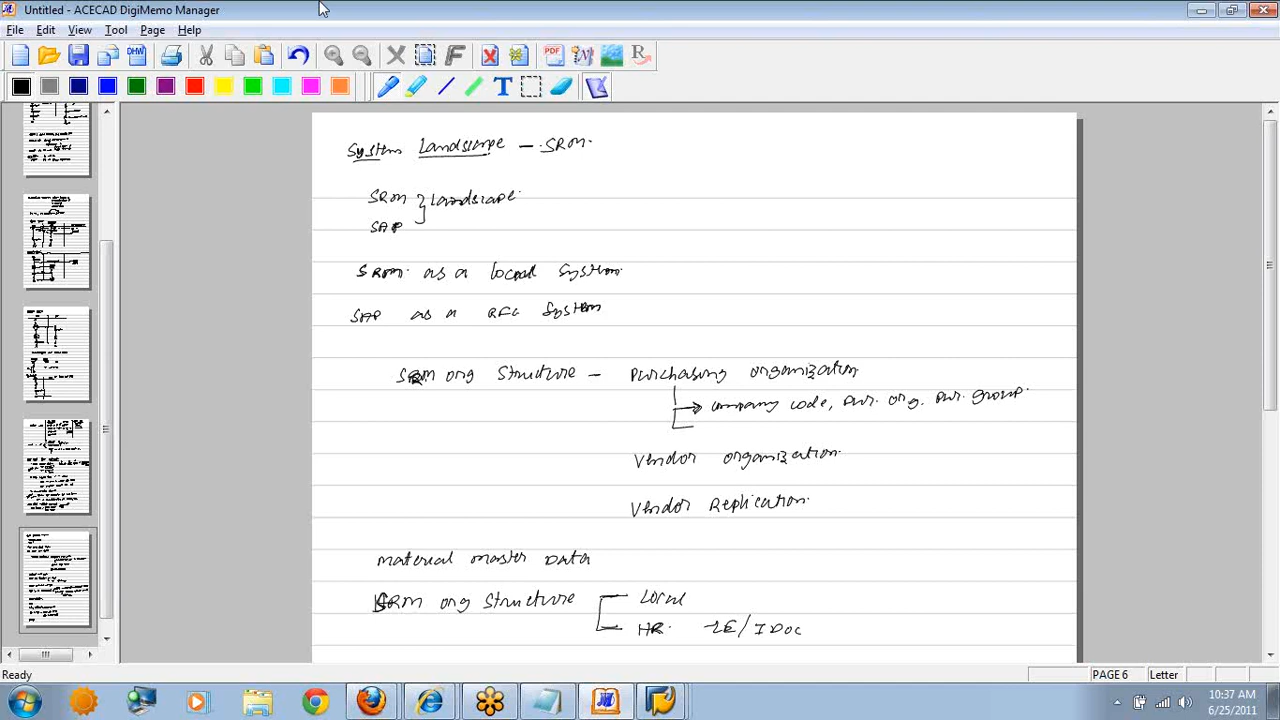 Untitled - ACECAD DigiMemo Manager
File Edit View Tool Page Help
System Landscape - SRM.
SRM
Landscape
SAP
SRM as a local System
SAP as a RFC System
SRM org Structure - Purchasing organization
company code, pur. org. pur. group.
Vendor organization
Vendor Replication
Material master Data
SRM org Structure
Local
HR /IDoc
Ready PAGE 6 Letter
10:37 AM
6/25/2011